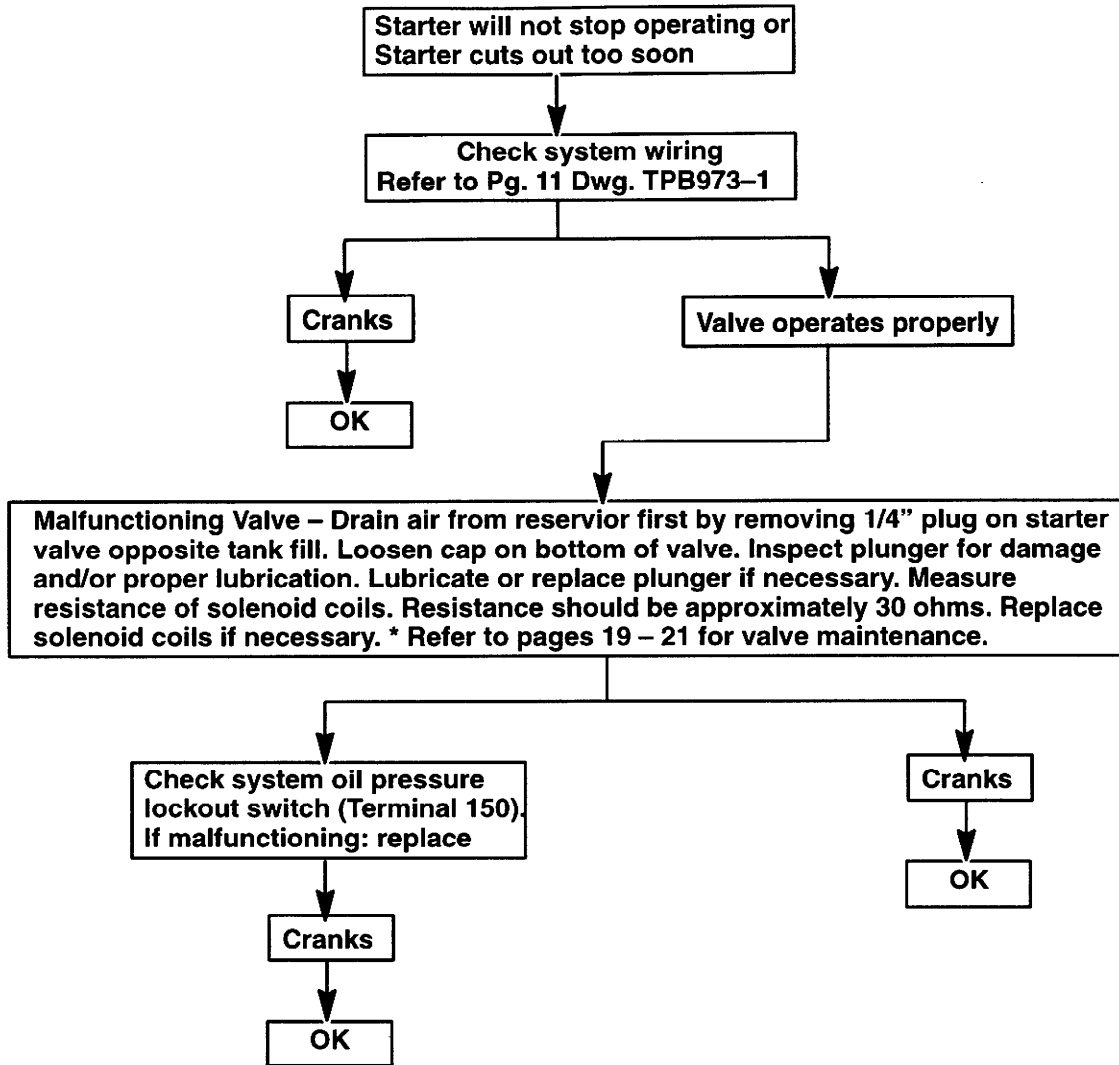 Starter will not stop operating or
Starter cuts out too soon
Check system wiring
Refer to Pg. 11 Dwg. TPB973–1
Cranks
Valve operates properly
OK
Malfunctioning Valve – Drain air from reservior first by removing 1/4” plug on starter
valve opposite tank fill. Loosen cap on bottom of valve. Inspect plunger for damage
and/or proper lubrication. Lubricate or replace plunger if necessary. Measure
resistance of solenoid coils. Resistance should be approximately 30 ohms. Replace
solenoid coils if necessary. * Refer to pages 19 – 21 for valve maintenance.
Check system oil pressure
lockout switch (Terminal 150).
If malfunctioning: replace
Cranks
OK
Cranks
OK